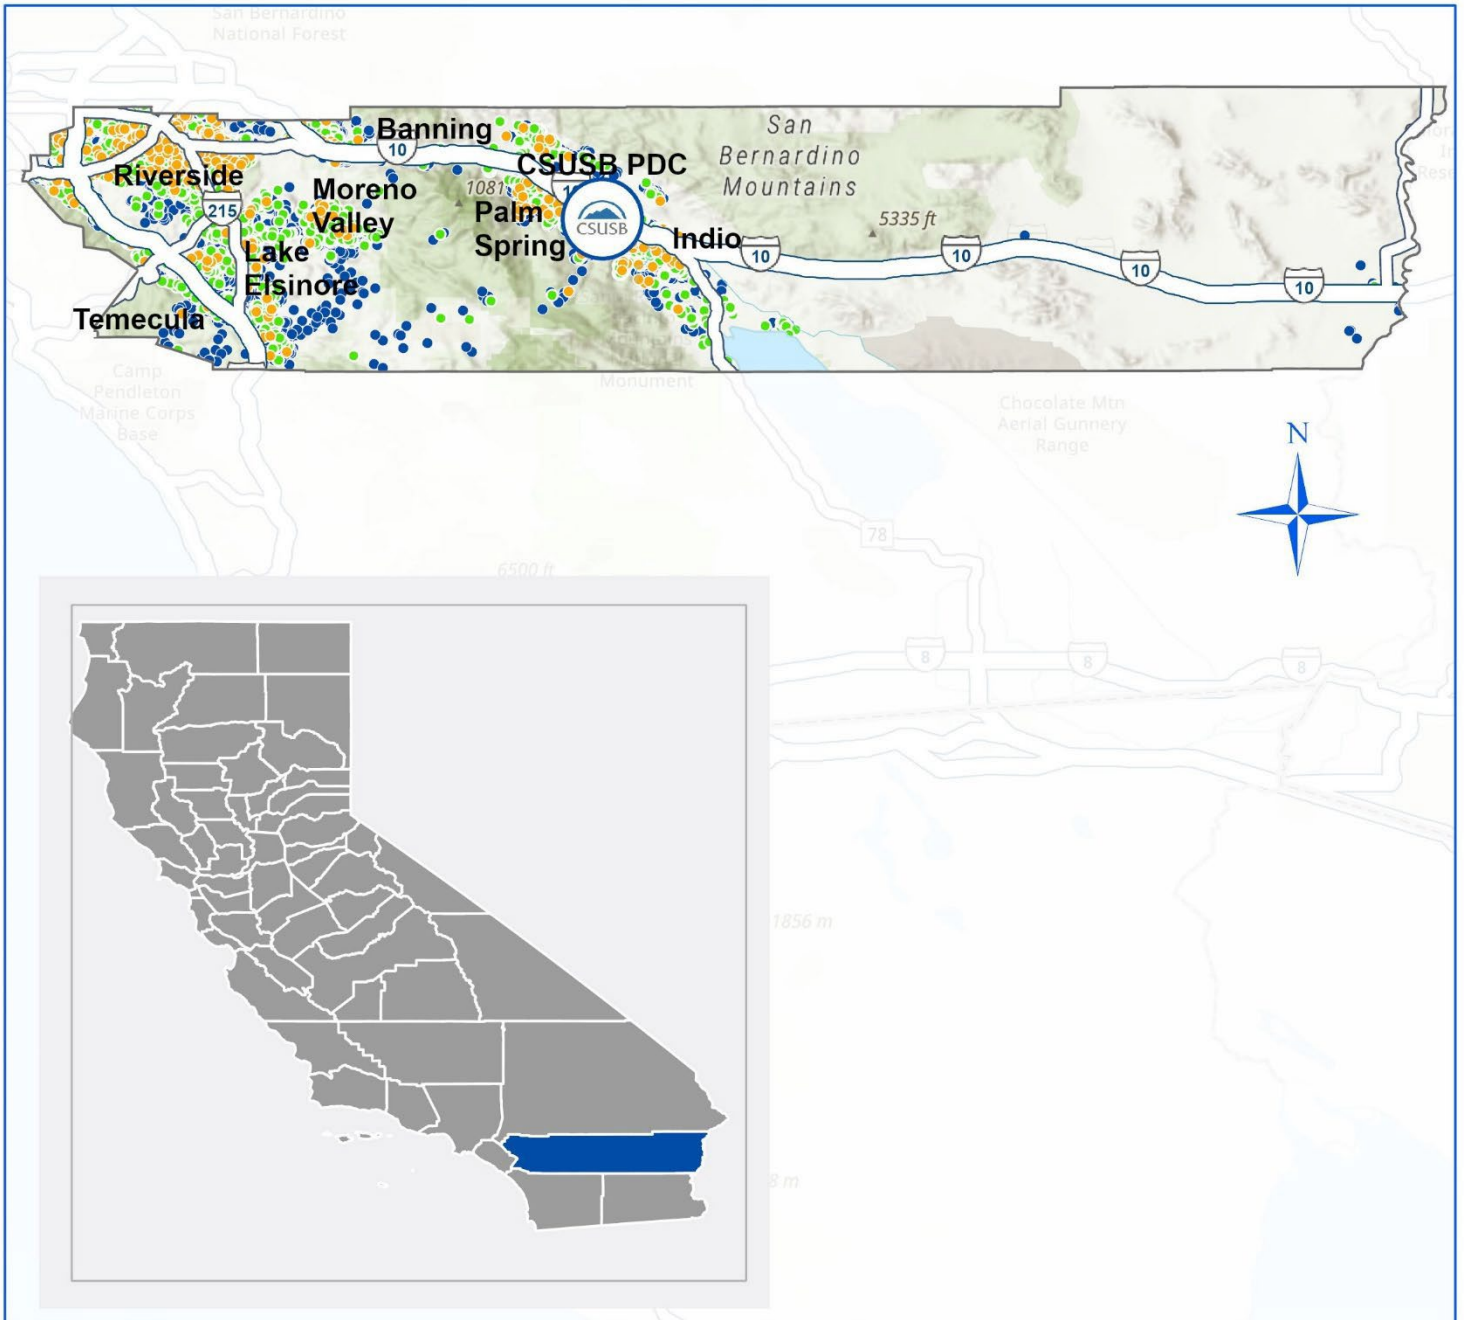 San Bernardino
National Forest
Banning
10
San
Bernardino
Mountains
CSUSB PDC
Riverside
215
Moreno
Valley
1081
Palm
Spring
CSUSB
5335 ft
Indio
10
10
10
10
Lake
Elsinore
Temecula
Camp
Pendleton
Marine Corps
Base
Monument
Chocolate Mtn
Aerial Gunnery
Range
N
78
6500 ft
8
8
8
1856 m
8 m